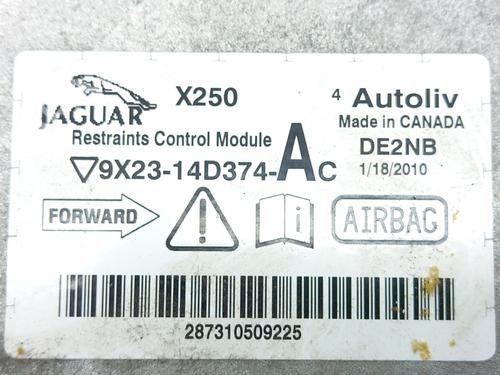 JAGUAR X250 4 Autoliv
Made in CANADA
Restraints Control Module DE2NB
9X23-14D374-AC 1/18/2010
FORWARD i AIRBAG
287310509225